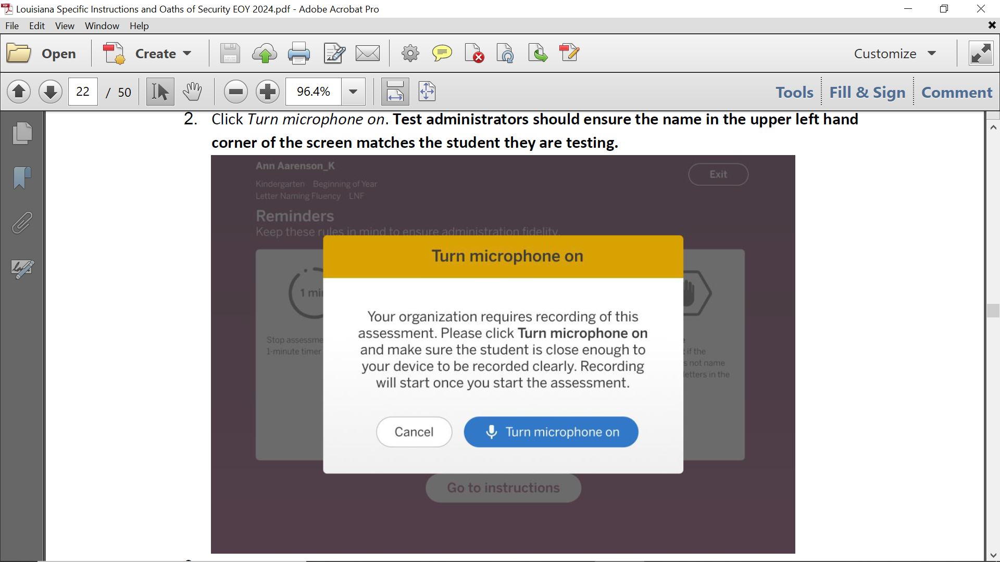 Louisiana Specific Instructions and Oaths of Security EOY 2024.pdf - Adobe Acrobat Pro
File Edit View Window Help
Open Create Customize
22 / 50 96.4% Tools Fill & Sign Comment
2. Click Turn microphone on. Test administrators should ensure the name in the upper left hand
corner of the screen matches the student they are testing.
Ann Aarenson_K
Exit
Kindergarten Beginning of Year
Letter Naming Fluency LNF
Reminders
Keep these rules in mind to ensure administration fidelity.
Turn microphone on
1 mi
Your organization requires recording of this
assessment. Please click Turn microphone on
and make sure the student is close enough to
your device to be recorded clearly. Recording
will start once you start the assessment.
Stop assessme
1-minute timer
if the
s not name
etters in the
Cancel Turn microphone on
Go to instructions